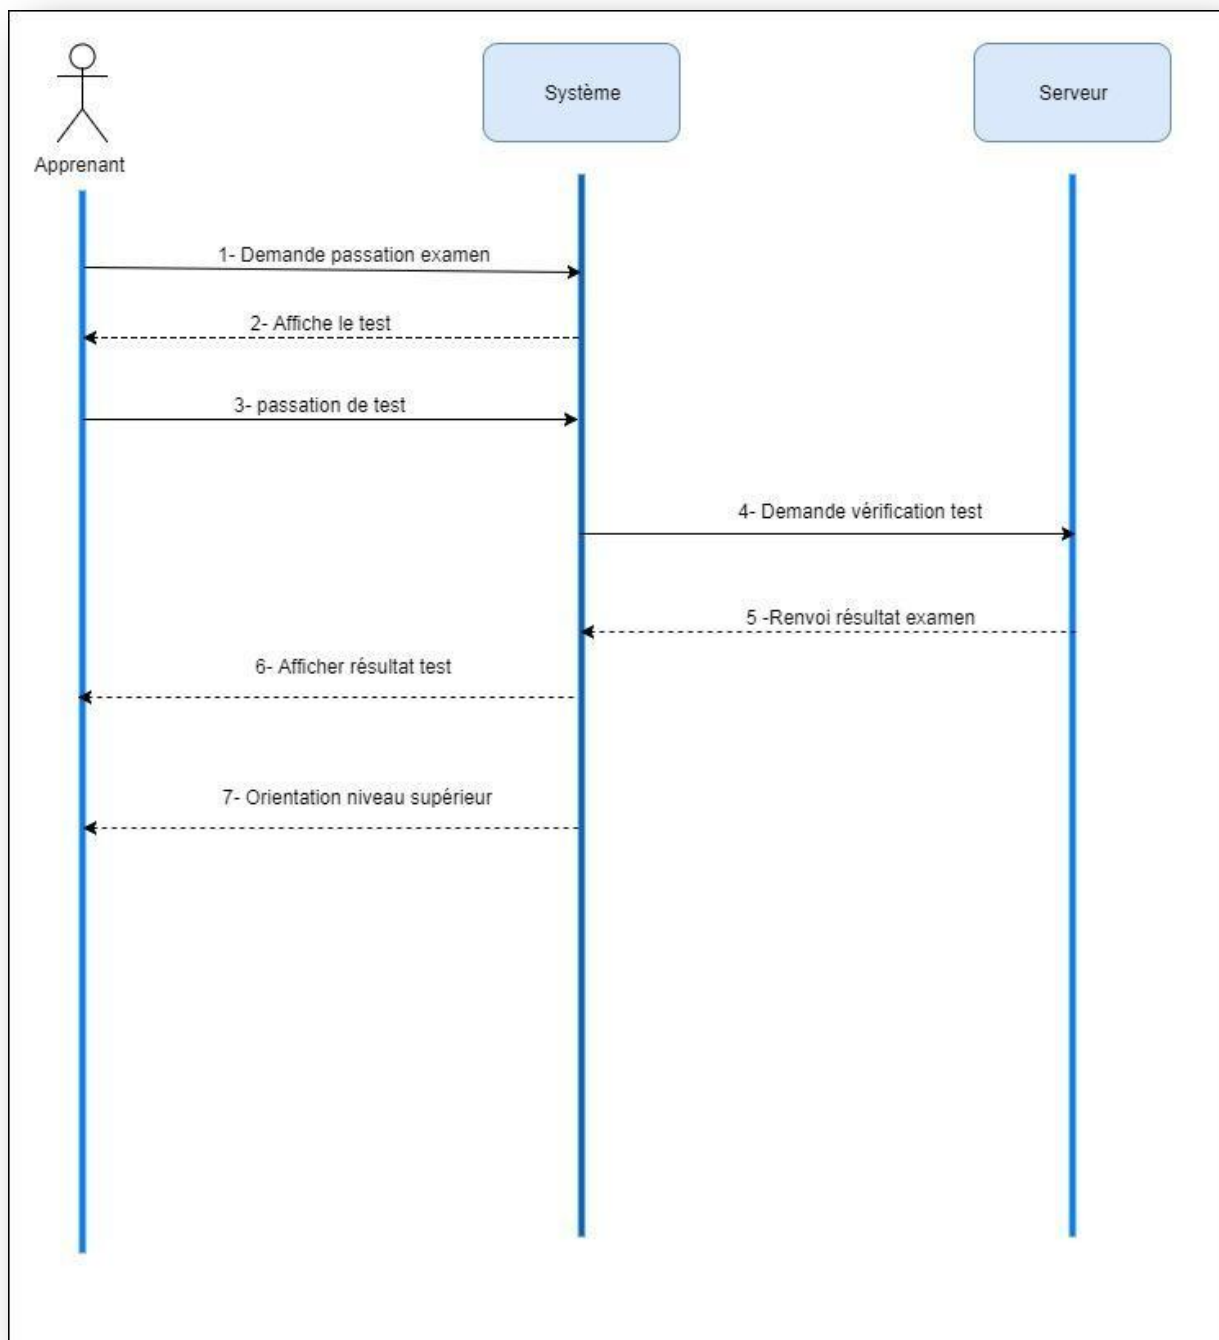 Système
Serveur
Apprenant
1- Demande passation examen
2- Affiche le test
3- passation de test
4- Demande vérification test
5 -Renvoi résultat examen
6- Afficher résultat test
7- Orientation niveau supérieur